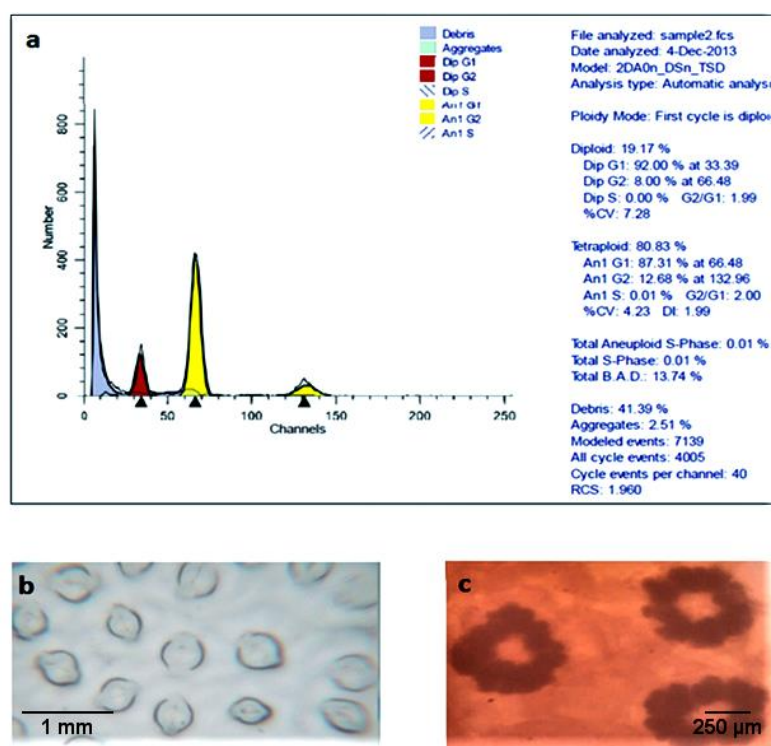 a
Debris
Aggregates
Dip G1
Dip G2
Dip S
An1 G1
An1 G2
An1 S
Number
800
600
400
200
0
0 50 100 150 200 250
Channels
File analyzed: sample2.fcs
Date analyzed: 4-Dec-2013
Model: 2DA0n_DSn_TSD
Analysis type: Automatic analys
Ploidy Mode: First cycle is diplo
Diploid: 19.17 %
Dip G1: 92.00 % at 33.39
Dip G2: 8.00 % at 66.48
Dip S: 0.00 % G2/G1: 1.99
%CV: 7.28
Tetraploid: 80.83 %
An1 G1: 87.31 % at 66.48
An1 G2: 12.68 % at 132.96
An1 S: 0.01 % G2/G1: 2.00
%CV: 4.23 DI: 1.99
Total Aneuploid S-Phase: 0.01 %
Total S-Phase: 0.01 %
Total B.A.D.: 13.74 %
Debris: 41.39 %
Aggregates: 2.51 %
Modeled events: 7139
All cycle events: 4005
Cycle events per channel: 40
RCS: 1.960
b
1 mm
c
250 µm